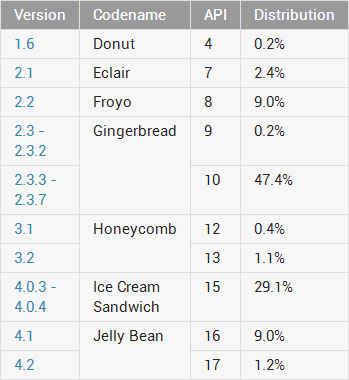 Version Codename API Distribution
1.6 Donut 4 0.2%
2.1 Eclair 7 2.4%
2.2 Froyo 8 9.0%
2.3 - Gingerbread 9 0.2%
2.3.2
2.3.3 - 10 47.4%
2.3.7
3.1 Honeycomb 12 0.4%
3.2 13 1.1%
4.0.3 - Ice Cream 15 29.1%
4.0.4 Sandwich
4.1 Jelly Bean 16 9.0%
4.2 17 1.2%